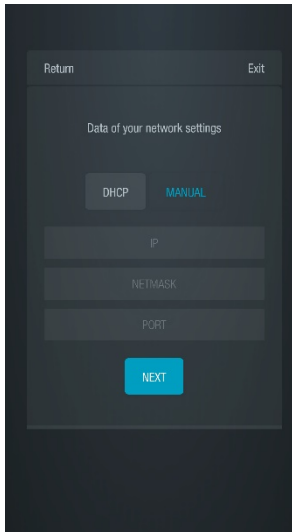 Return Exit
Data of your network settings
DHCP MANUAL
IP
NETMASK
PORT
NEXT